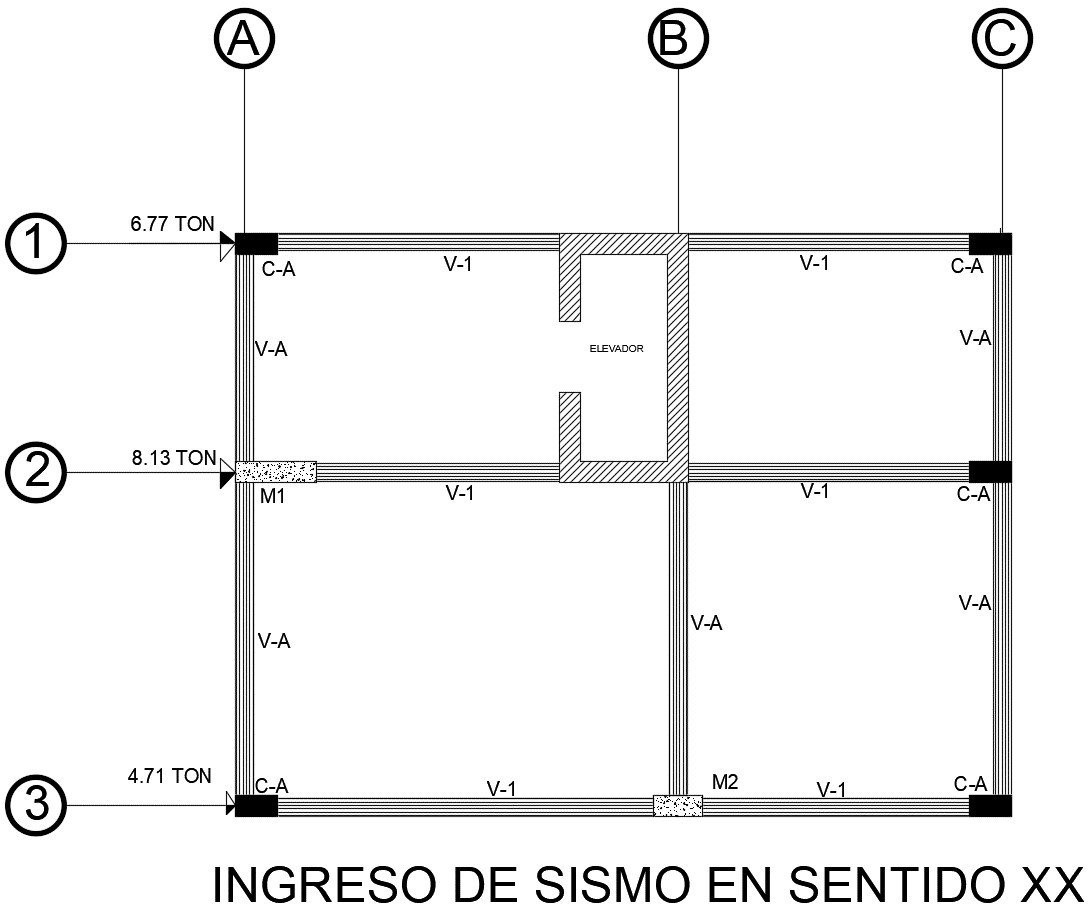 A B C
1
6.77 TON
C-A V-1 V-1 C-A
V-A ELEVADOR V-A
2
8.13 TON
M1 V-1 V-1 C-A
V-A V-A V-A
3
4.71 TON
C-A V-1 M2 V-1 C-A
INGRESO DE SISMO EN SENTIDO XX